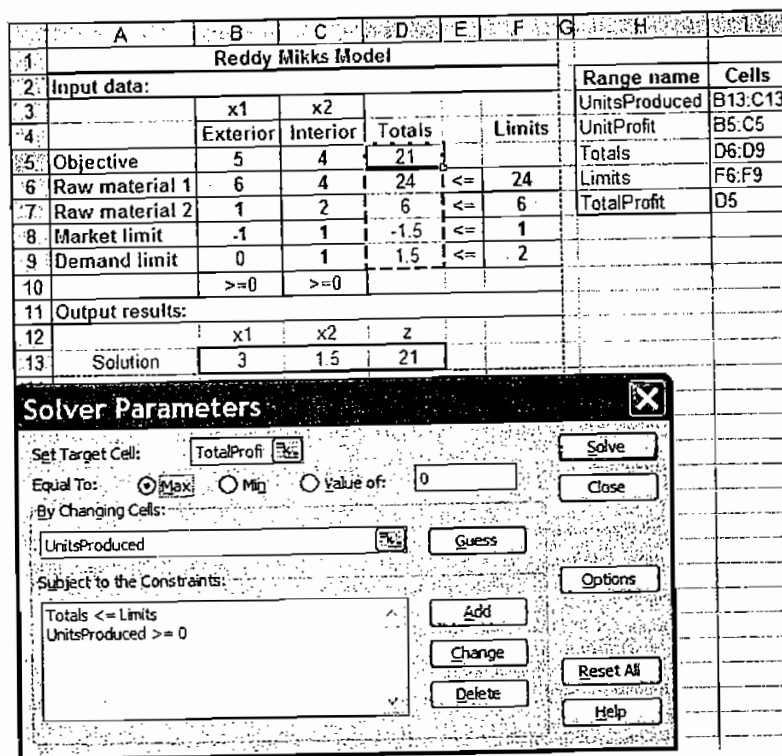 A B C D E F G H I
1 Reddy Mikks Model
2 Input data: Range name Cells
3 x1 x2 UnitsProduced B13:C13
4 Exterior Interior Totals Limits UnitProfit B5:C5
5 Objective 5 4 21 Totals D6:D9
6 Raw material 1 6 4 24 <= 24 Limits F6:F9
7 Raw material 2 1 2 6 <= 6 TotalProfit D5
8 Market limit -1 1 -1.5 <= 1
9 Demand limit 0 1 1.5 <= 2
10 >=0 >=0
11 Output results:
12 x1 x2 z
13 Solution 3 1.5 21
Solver Parameters
Set Target Cell: TotalProfi Solve
Equal To: Max Min Value of: 0 Close
By Changing Cells:
UnitsProduced Guess
Subject to the Constraints: Options
Totals <= Limits Add
UnitsProduced >= 0
Change
Reset All
Delete
Help